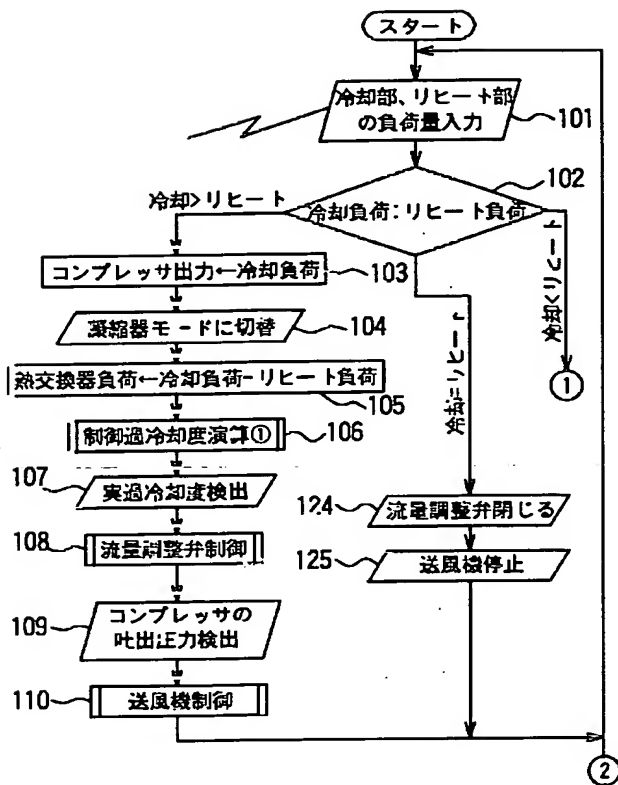 スタート
冷却部、リヒート部
の負荷量入力
101
102
冷却>リヒート
冷却負荷:リヒート負荷
コンプレッサ出力←冷却負荷
103
凝縮器モードに切替
104
熱交換器負荷←冷却負荷-リヒート負荷
105
制御過冷却度演算①
106
107
実過冷却度検出
108
流量調整弁制御
109
コンプレッサの
吐出圧力検出
110
送風機制御
冷却=リヒート
124
流量調整弁閉じる
125
送風機停止
冷却<リヒート
①
②